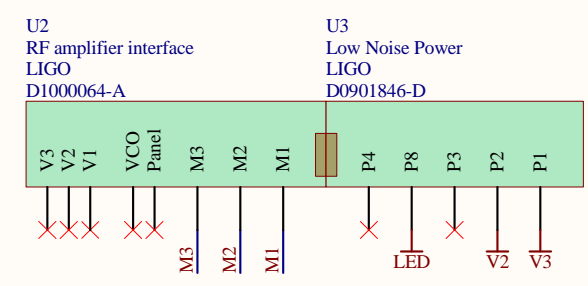 U2
RF amplifier interface
LIGO
D1000064-A
U3
Low Noise Power
LIGO
D0901846-D
V3 V2 V1 VCO Panel M3 M2 M1 P4 P8 P3 P2 P1
M3 M2 M1 LED V2 V3